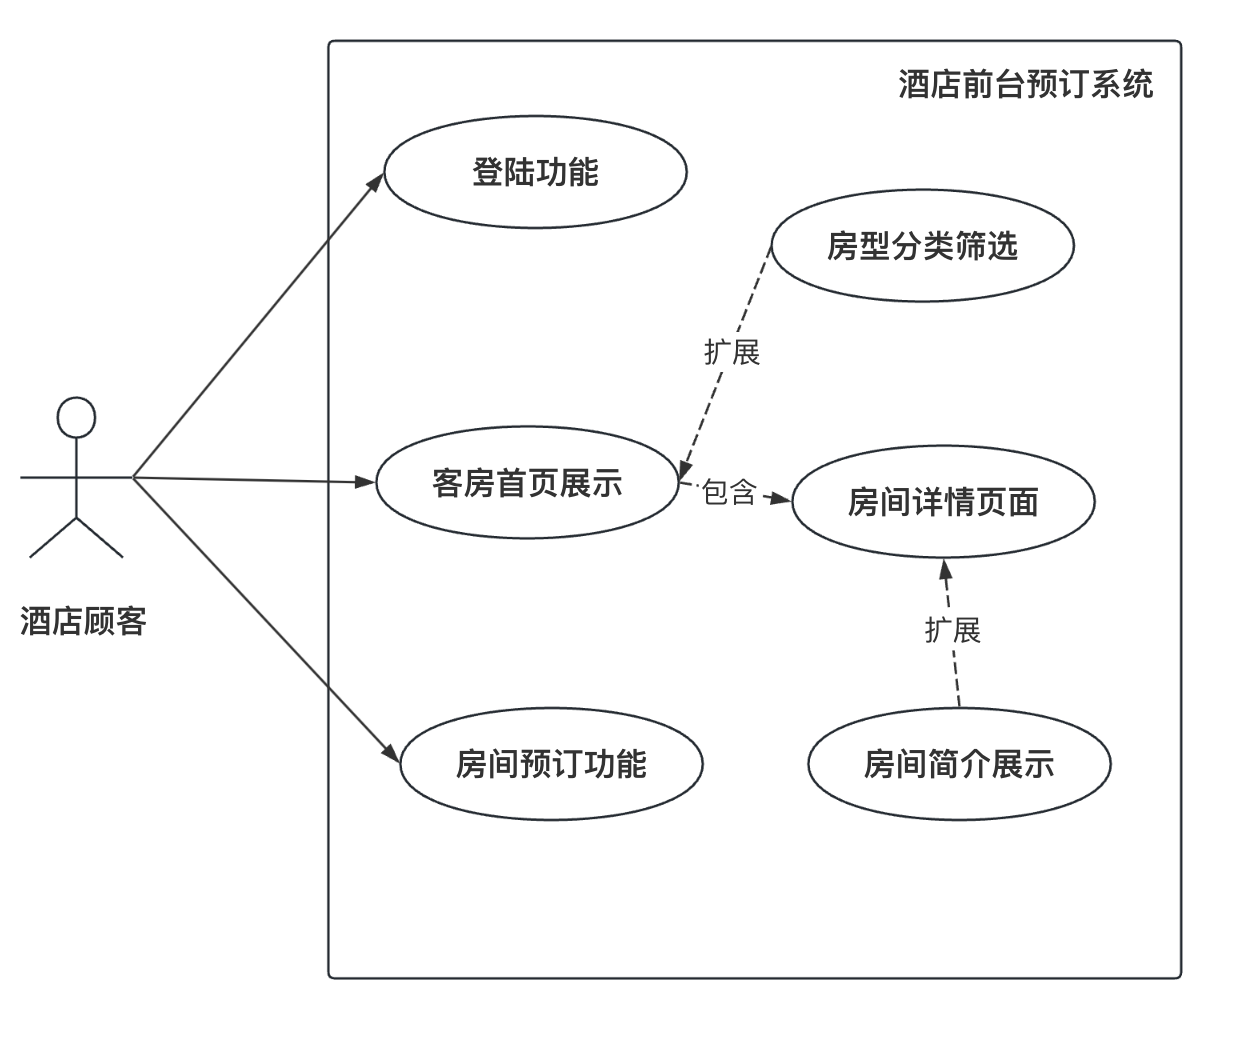 酒店前台预订系统
登陆功能
房型分类筛选
扩展
客房首页展示
包含
房间详情页面
酒店顾客
扩展
房间预订功能
房间简介展示